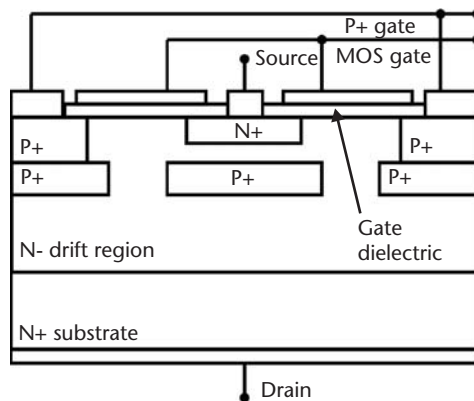 P+ gate
Source
MOS gate
N+
P+
P+
P+
P+
P+
Gate
dielectric
N- drift region
N+ substrate
Drain